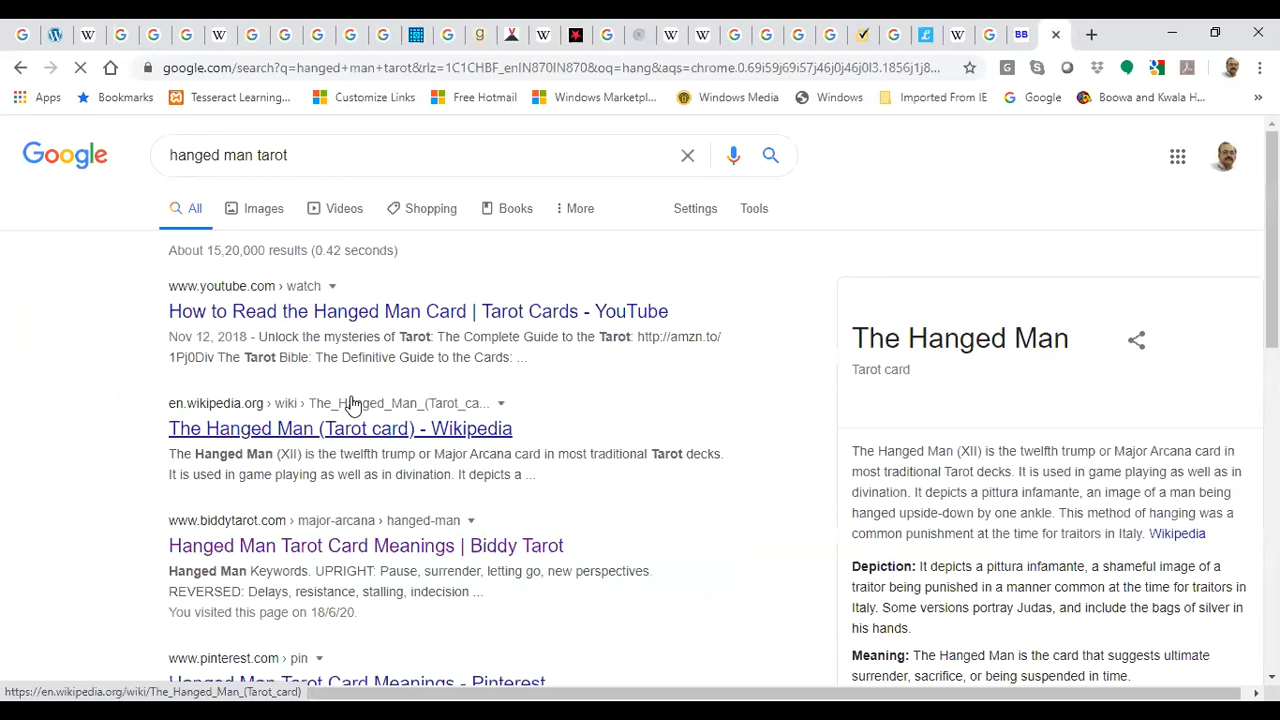 BB
google.com/search?q=hanged+man+tarot&rlz=1C1CHBF_enIN870IN870&oq=hang&aqs=chrome.0.69i59j69i57j46j0j46j0l3.1856j1j8...
Apps
Bookmarks
Tesseract Learning...
Customize Links
Free Hotmail
Windows Marketpl...
Windows Media
Windows
Imported From IE
Google
Boowa and Kwala H...
Google
hanged man tarot
All
Images
Videos
Shopping
Books
More
Settings
Tools
About 15,20,000 results (0.42 seconds)
www.youtube.com › watch
How to Read the Hanged Man Card | Tarot Cards - YouTube
Nov 12, 2018 - Unlock the mysteries of Tarot: The Complete Guide to the Tarot: http://amzn.to/
1Pj0Div The Tarot Bible: The Definitive Guide to the Cards: ...
en.wikipedia.org › wiki › The_Hanged_Man_(Tarot_ca...
The Hanged Man (Tarot card) - Wikipedia
The Hanged Man (XII) is the twelfth trump or Major Arcana card in most traditional Tarot decks.
It is used in game playing as well as in divination. It depicts a ...
www.biddytarot.com › major-arcana › hanged-man
Hanged Man Tarot Card Meanings | Biddy Tarot
Hanged Man Keywords. UPRIGHT: Pause, surrender, letting go, new perspectives.
REVERSED: Delays, resistance, stalling, indecision ...
You visited this page on 18/6/20.
www.pinterest.com › pin
Hanged Man Tarot Card Meanings - Pinterest
The Hanged Man
Tarot card
The Hanged Man (XII) is the twelfth trump or Major Arcana card in
most traditional Tarot decks. It is used in game playing as well as in
divination. It depicts a pittura infamante, an image of a man being
hanged upside-down by one ankle. This method of hanging was a
common punishment at the time for traitors in Italy. Wikipedia
Depiction: It depicts a pittura infamante, a shameful image of a
traitor being punished in a manner common at the time for traitors in
Italy. Some versions portray Judas, and include the bags of silver in
his hands.
Meaning: The Hanged Man is the card that suggests ultimate
surrender, sacrifice, or being suspended in time.
https://en.wikipedia.org/wiki/The_Hanged_Man_(Tarot_card)